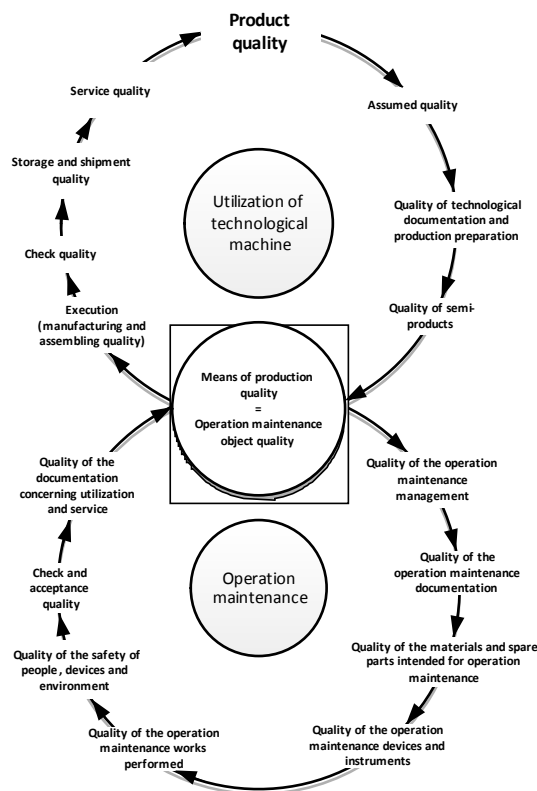 Product
quality
Service quality
Assumed quality
Storage and shipment
quality
Utilization of
technological
machine
Quality of technological
documentation and
production preparation
Check quality
Execution
(manufacturing and
assembling quality)
Quality of semi-
products
Means of production
quality
=
Operation maintenance
object quality
Quality of the
documentation
concerning utilization
and service
Quality of the operation
maintenance
management
Check and
acceptance
quality
Operation
maintenance
Quality of the
operation maintenance
documentation
Quality of the safety of
people, devices and
environment
Quality of the materials and spare
parts intended for operation
maintenance
Quality of the operation
maintenance works
performed
Quality of the operation
maintenance devices and
instruments